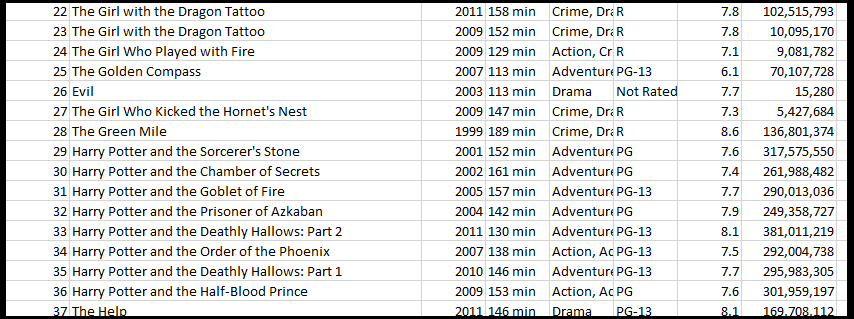 22 The Girl with the Dragon Tattoo 2011 158 min Crime, Dra R 7.8 102,515,793
23 The Girl with the Dragon Tattoo 2009 152 min Crime, Dra R 7.8 10,095,170
24 The Girl Who Played with Fire 2009 129 min Action, Cr R 7.1 9,081,782
25 The Golden Compass 2007 113 min Adventure PG-13 6.1 70,107,728
26 Evil 2003 113 min Drama Not Rated 7.7 15,280
27 The Girl Who Kicked the Hornet's Nest 2009 147 min Crime, Dra R 7.3 5,427,684
28 The Green Mile 1999 189 min Crime, Dra R 8.6 136,801,374
29 Harry Potter and the Sorcerer's Stone 2001 152 min Adventure PG 7.6 317,575,550
30 Harry Potter and the Chamber of Secrets 2002 161 min Adventure PG 7.4 261,988,482
31 Harry Potter and the Goblet of Fire 2005 157 min Adventure PG-13 7.7 290,013,036
32 Harry Potter and the Prisoner of Azkaban 2004 142 min Adventure PG 7.9 249,358,727
33 Harry Potter and the Deathly Hallows: Part 2 2011 130 min Adventure PG-13 8.1 381,011,219
34 Harry Potter and the Order of the Phoenix 2007 138 min Action, Ac PG-13 7.5 292,004,738
35 Harry Potter and the Deathly Hallows: Part 1 2010 146 min Adventure PG-13 7.7 295,983,305
36 Harry Potter and the Half-Blood Prince 2009 153 min Action, Ac PG 7.6 301,959,197
37 The Help 2011 146 min Drama PG-13 8.1 169,708,112